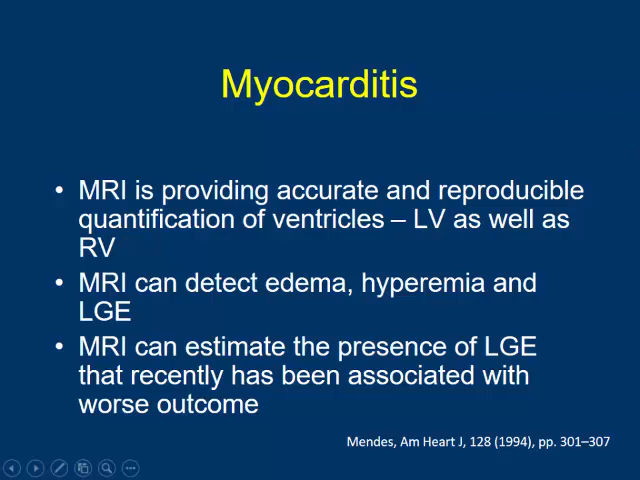 Myocarditis
• MRI is providing accurate and reproducible
quantification of ventricles – LV as well as
RV
• MRI can detect edema, hyperemia and
LGE
• MRI can estimate the presence of LGE
that recently has been associated with
worse outcome
Mendes, Am Heart J, 128 (1994), pp. 301–307